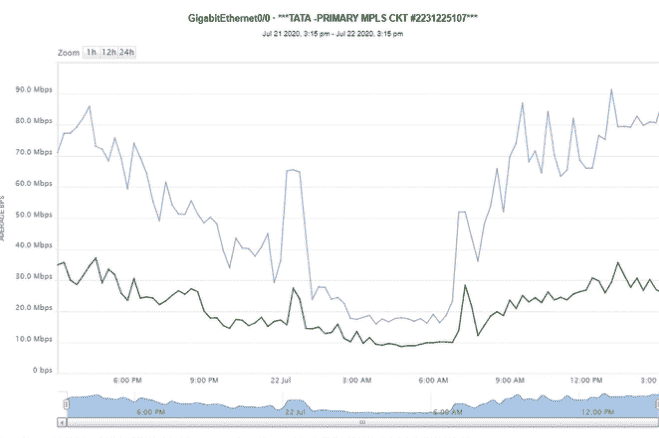 GigabitEthernet0/0 - ***TATA -PRIMARY MPLS CKT #2231225107***
Jul 21 2020, 3:15 pm - Jul 22 2020, 3:15 pm
Zoom 1h 12h 24h
90.0 Mbps
80.0 Mbps
70.0 Mbps
60.0 Mbps
50.0 Mbps
40.0 Mbps
30.0 Mbps
20.0 Mbps
10.0 Mbps
0 bps
AVERAGE BPS
6:00 PM 9:00 PM 22 Jul 3:00 AM 6:00 AM 9:00 AM 12:00 PM 3:00
6:00 PM 22 Jul 6:00 AM 12:00 PM